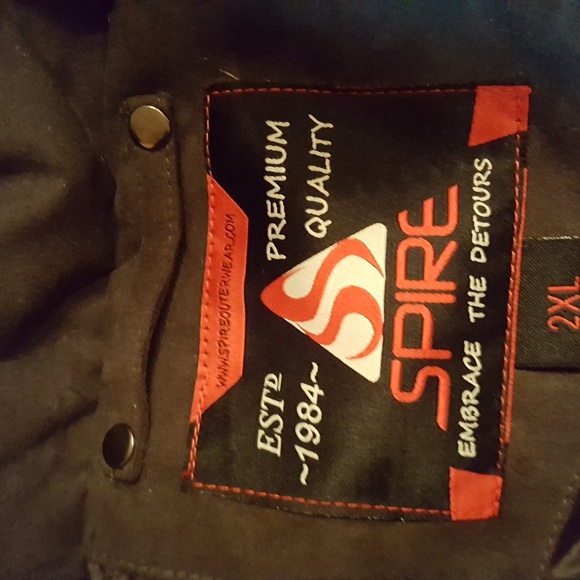 WWW.SPIREOUTERWEAR.COM
ESTD PREMIUM
~1984~ QUALITY
SPIRE
EMBRACE THE DETOURS
2XL